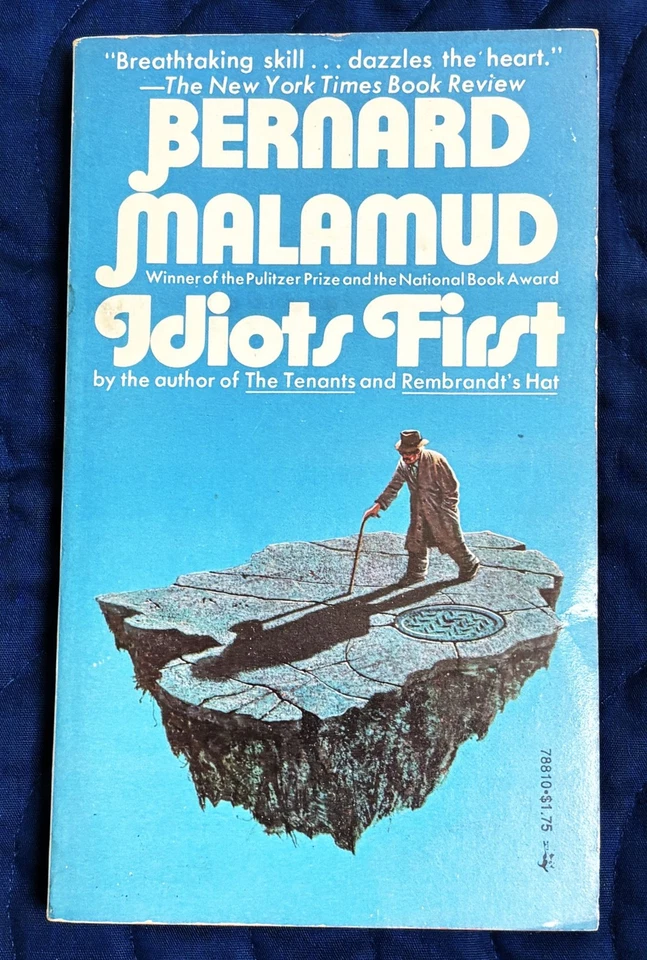 “Breathtaking skill . . . dazzles the heart.”
—The New York Times Book Review
BERNARD
MALAMUD
Winner of the Pulitzer Prize and the National Book Award
Idiots First
by the author of The Tenants and Rembrandt's Hat
78810•$1.75